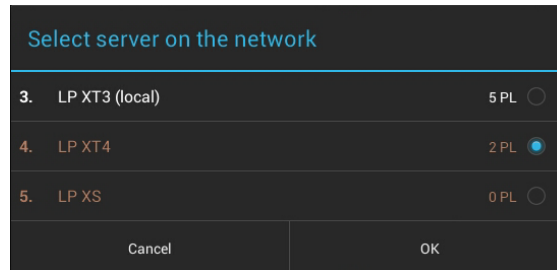 Select server on the network
3. LP XT3 (local) 5 PL
4. LP XT4 2 PL
5. LP XS 0 PL
Cancel OK